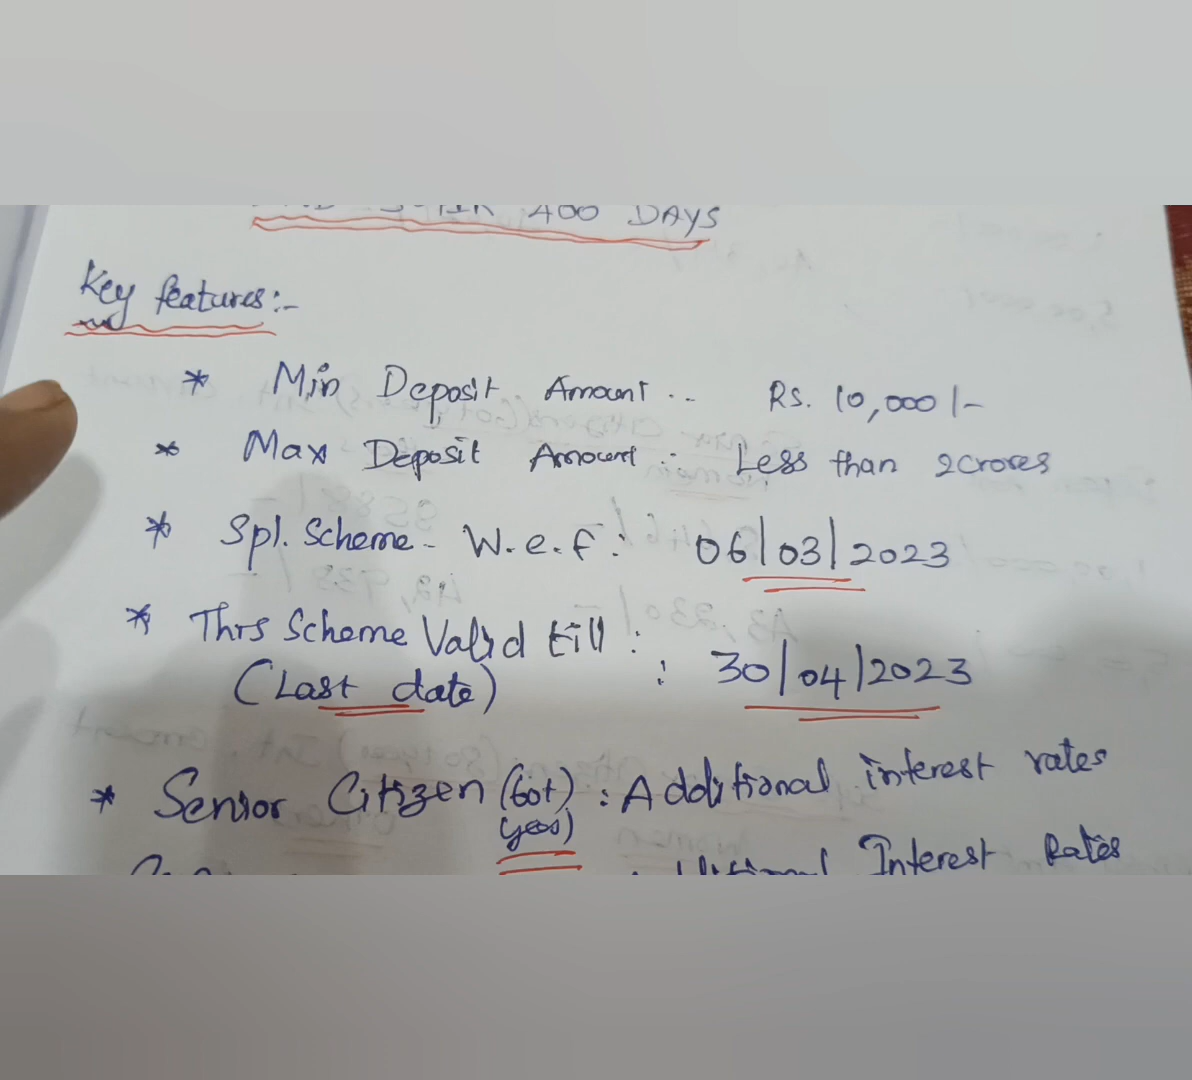 400 DAYS
Key features:-
* Min Deposit Amount .. Rs. 10,000/-
* Max Deposit Amount : Less than 2crores
* Spl. Scheme - W.e.f : 06/03/2023
* This Scheme Valid till :
(Last date) : 30/04/2023
* Senior Citizen (60+) : Additional interest rates
years)
Interest Rates